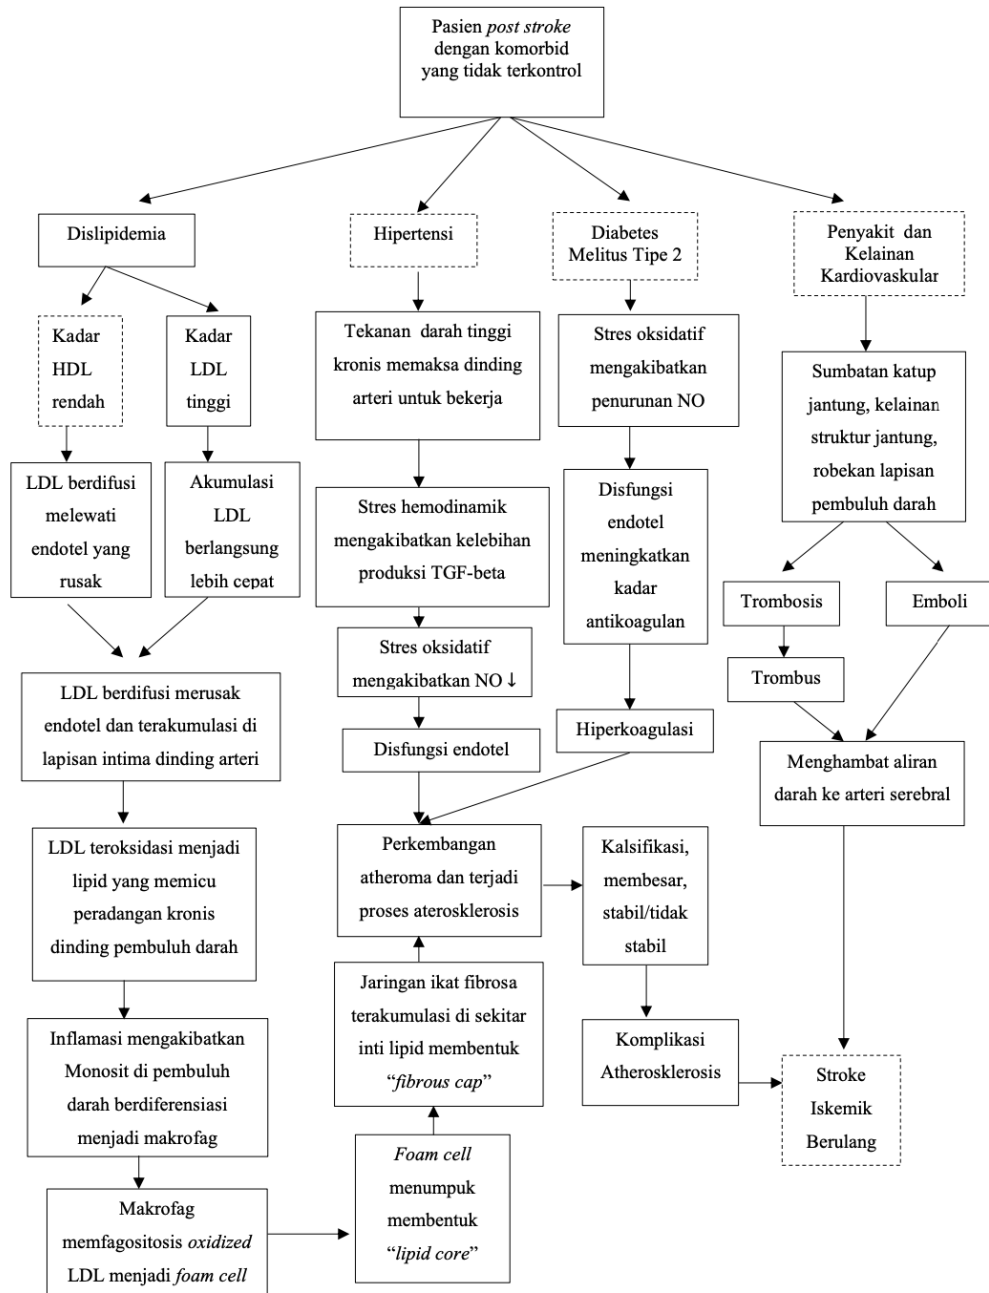 Pasien post stroke
dengan komorbid
yang tidak terkontrol
Dislipidemia
Hipertensi
Diabetes
Melitus Tipe 2
Penyakit dan
Kelainan
Kardiovaskular
Kadar
HDL
rendah
Kadar
LDL
tinggi
Tekanan darah tinggi
kronis memaksa dinding
arteri untuk bekerja
Stres oksidatif
mengakibatkan
penurunan NO
Sumbatan katup
jantung, kelainan
struktur jantung,
robekan lapisan
pembuluh darah
LDL berdifusi
melewati
endotel yang
rusak
Akumulasi
LDL
berlangsung
lebih cepat
Stres hemodinamik
mengakibatkan kelebihan
produksi TGF-beta
Disfungsi
endotel
meningkatkan
kadar
antikoagulan
Trombosis
Emboli
Stres oksidatif
mengakibatkan NO ↓
Trombus
LDL berdifusi merusak
endotel dan terakumulasi di
lapisan intima dinding arteri
Disfungsi endotel
Hiperkoagulasi
Menghambat aliran
darah ke arteri serebral
LDL teroksidasi menjadi
lipid yang memicu
peradangan kronis
dinding pembuluh darah
Perkembangan
atheroma dan terjadi
proses aterosklerosis
Kalsifikasi,
membesar,
stabil/tidak
stabil
Jaringan ikat fibrosa
terakumulasi di sekitar
inti lipid membentuk
“fibrous cap”
Inflamasi mengakibatkan
Monosit di pembuluh
darah berdiferensiasi
menjadi makrofag
Komplikasi
Atherosklerosis
Stroke
Iskemik
Berulang
Foam cell
menumpuk
membentuk
“lipid core”
Makrofag
memfagositosis oxidized
LDL menjadi foam cell